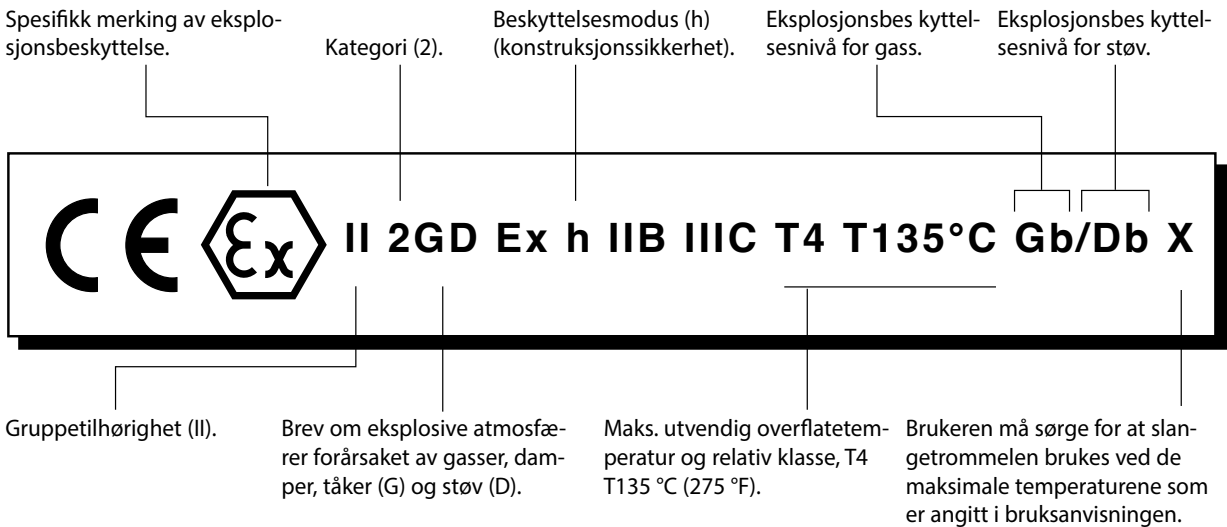 Spesifikk merking av eksplo-
sjonsbeskyttelse.
Kategori (2).
Beskyttelsesmodus (h)
(konstruksjonssikkerhet).
Eksplosjonsbes kyttel-
sesnivå for gass.
Eksplosjonsbes kyttel-
sesnivå for støv.
CE Ex II 2GD Ex h IIB IIIC T4 T135°C Gb/Db X
Gruppetilhørighet (II).
Brev om eksplosive atmosfæ-
rer forårsaket av gasser, dam-
per, tåker (G) og støv (D).
Maks. utvendig overflatetem-
peratur og relativ klasse, T4
T135 °C (275 °F).
Brukeren må sørge for at slan-
getrommelen brukes ved de
maksimale temperaturene som
er angitt i bruksanvisningen.